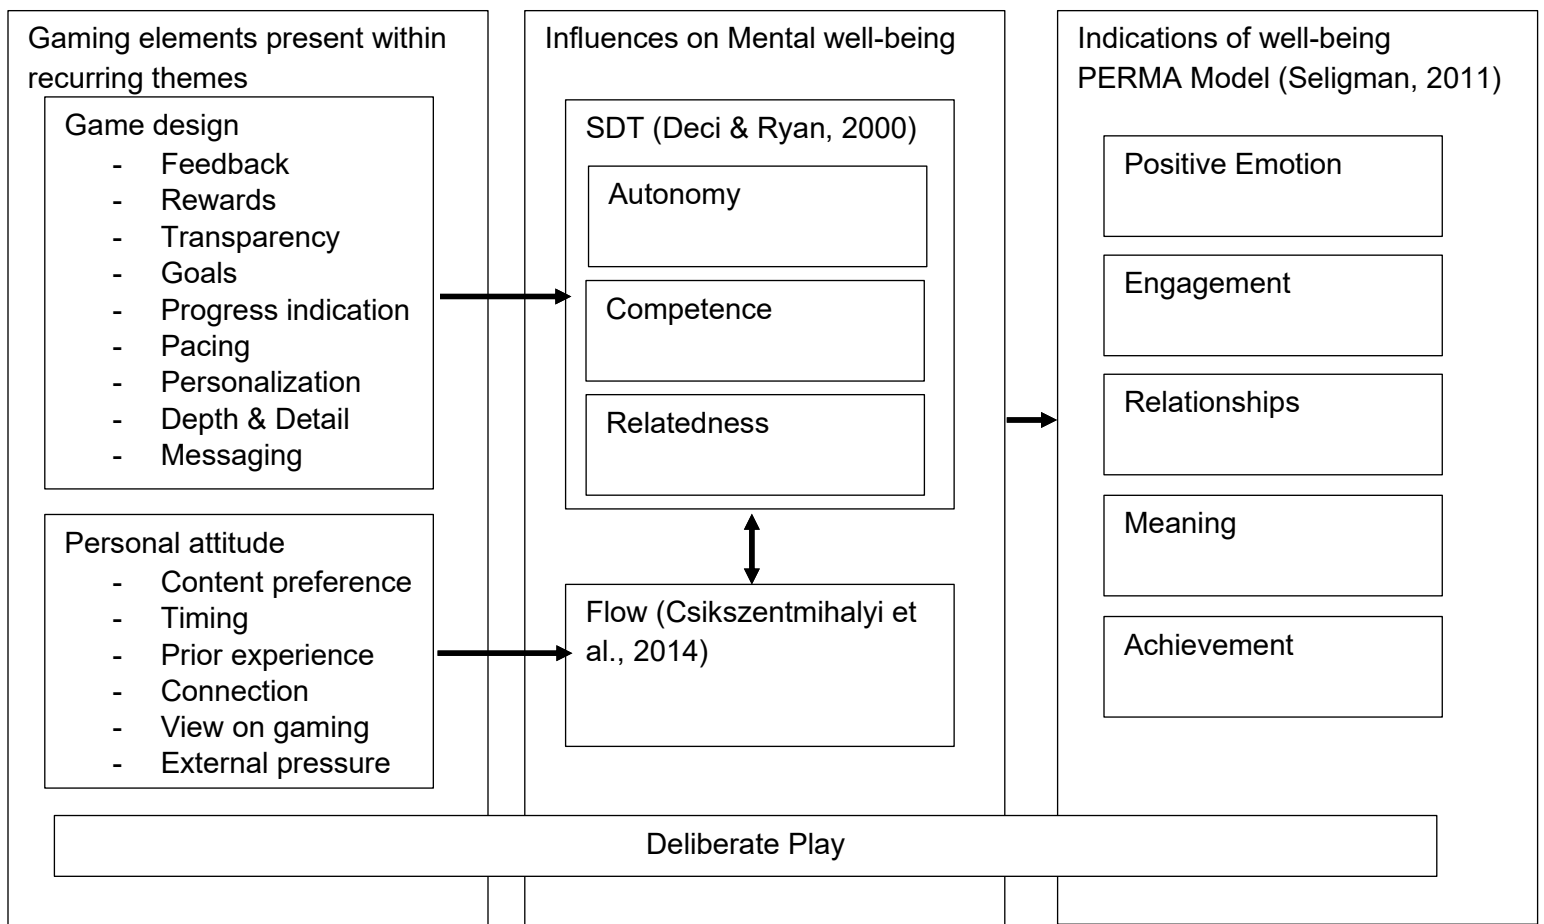 Gaming elements present within
recurring themes
Game design
- Feedback
- Rewards
- Transparency
- Goals
- Progress indication
- Pacing
- Personalization
- Depth & Detail
- Messaging
Personal attitude
- Content preference
- Timing
- Prior experience
- Connection
- View on gaming
- External pressure
Influences on Mental well-being
SDT (Deci & Ryan, 2000)
Autonomy
Competence
Relatedness
Flow (Csikszentmihalyi et
al., 2014)
Indications of well-being
PERMA Model (Seligman, 2011)
Positive Emotion
Engagement
Relationships
Meaning
Achievement
Deliberate Play